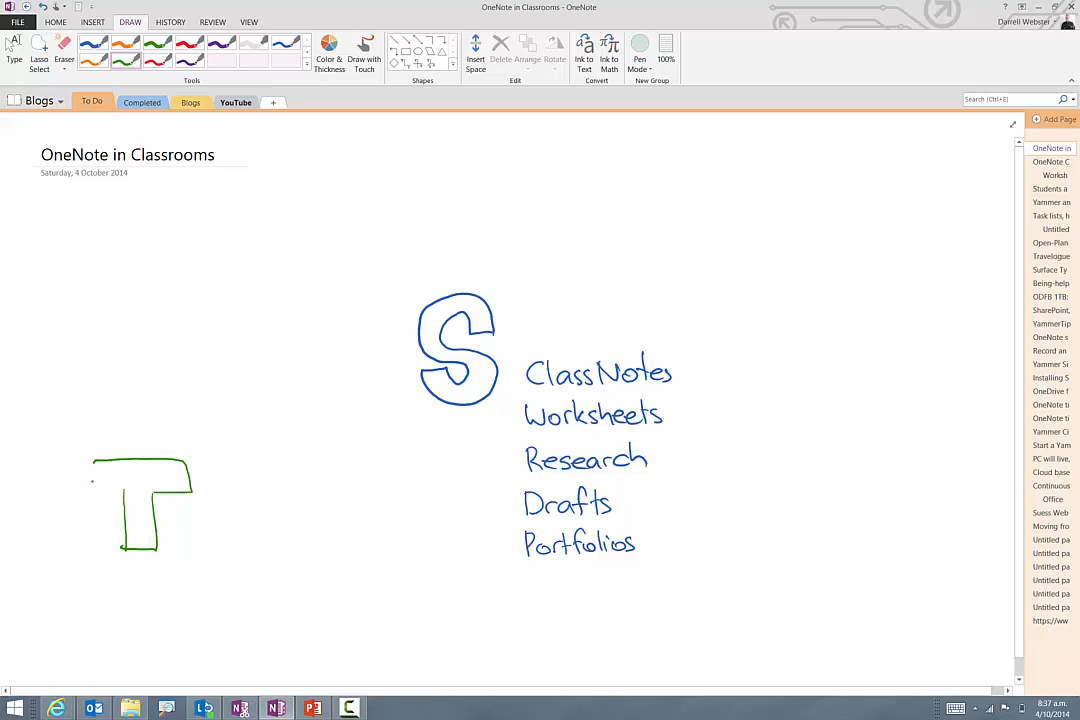 OneNote in Classrooms - OneNote
FILE HOME INSERT DRAW HISTORY REVIEW VIEW
Darrell Webster
Type Lasso Select Eraser Color & Thickness Draw with Touch Insert Space Delete Arrange Rotate Ink to Text Ink to Math Pen Mode 100%
Tools Shapes Edit Convert New Group
Blogs To Do Completed Blogs YouTube +
Search (Ctrl+E)
Add Page
OneNote in Classrooms
Saturday, 4 October 2014
OneNote in
OneNote C
Worksh
Students a
Yammer an
Task lists, h
Untitled
Open-Plan
Travelogue
Surface Ty
Being-help
ODFB 1TB:
SharePoint,
YammerTip
OneNote s
Record an
Yammer Si
Installing S
OneDrive f
OneNote ti
OneNote ti
Yammer Ci
Start a Yam
PC will live,
Cloud base
Continuous
Office
Suess Web
Moving fro
Untitled pa
Untitled pa
Untitled pa
Untitled pa
Untitled pa
Untitled pa
https://ww
S
ClassNotes
Worksheets
Research
Drafts
Portfolios
T
8:37 a.m.
4/10/2014